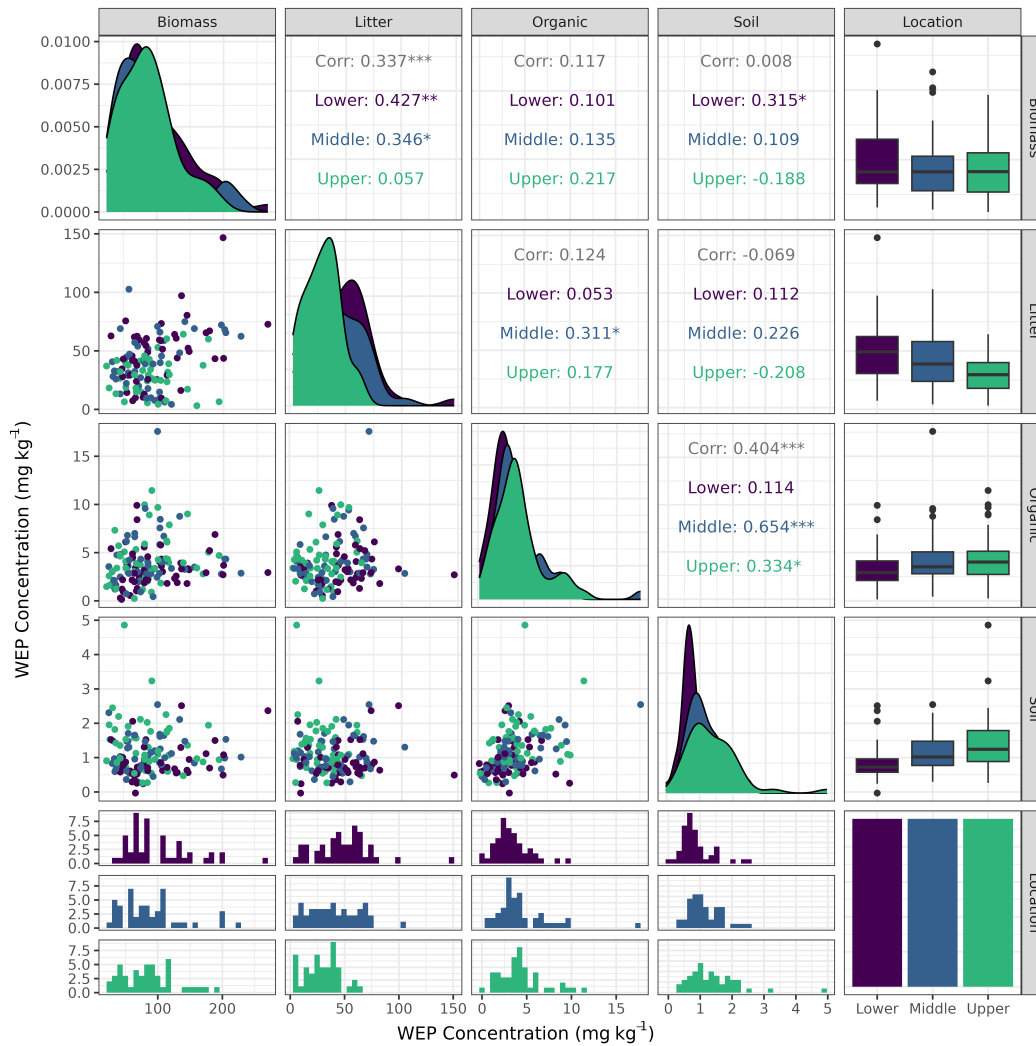 Biomass Litter Organic Soil Location
0.0100
0.0075
0.0050
0.0025
0.0000
Corr: 0.337***
Lower: 0.427**
Middle: 0.346*
Upper: 0.057
Corr: 0.117
Lower: 0.101
Middle: 0.135
Upper: 0.217
Corr: 0.008
Lower: 0.315*
Middle: 0.109
Upper: -0.188
Biomass
150
100
50
0
Corr: 0.124
Lower: 0.053
Middle: 0.311*
Upper: 0.177
Corr: -0.069
Lower: 0.112
Middle: 0.226
Upper: -0.208
Litter
WEP Concentration (mg kg-1)
15
10
5
0
Corr: 0.404***
Lower: 0.114
Middle: 0.654***
Upper: 0.334*
Organic
5
4
3
2
1
0
Soil
7.5
5.0
2.5
0.0
7.5
5.0
2.5
0.0
7.5
5.0
2.5
0.0
Location
100 200 0 50 100 150 0 5 10 15 0 1 2 3 4 5 Lower Middle Upper
WEP Concentration (mg kg-1)